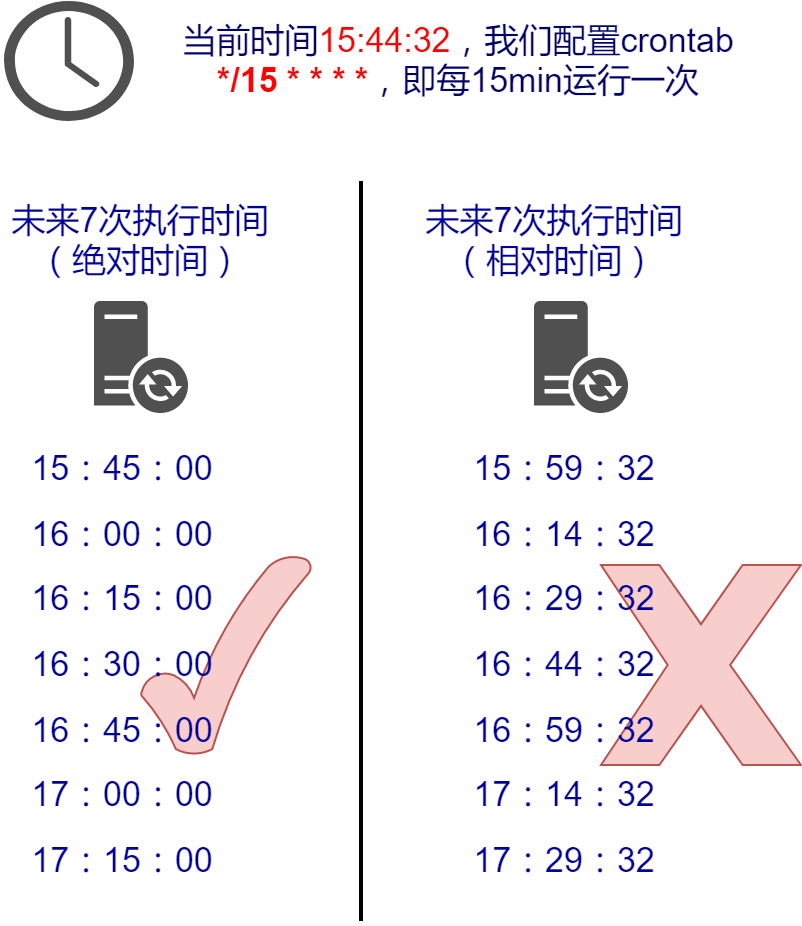 当前时间15:44:32，我们配置crontab
*/15 * * * *，即每15min运行一次
未来7次执行时间
（绝对时间）
15：45：00
16：00：00
16：15：00
16：30：00
16：45：00
17：00：00
17：15：00
未来7次执行时间
（相对时间）
15：59：32
16：14：32
16：29：32
16：44：32
16：59：32
17：14：32
17：29：32